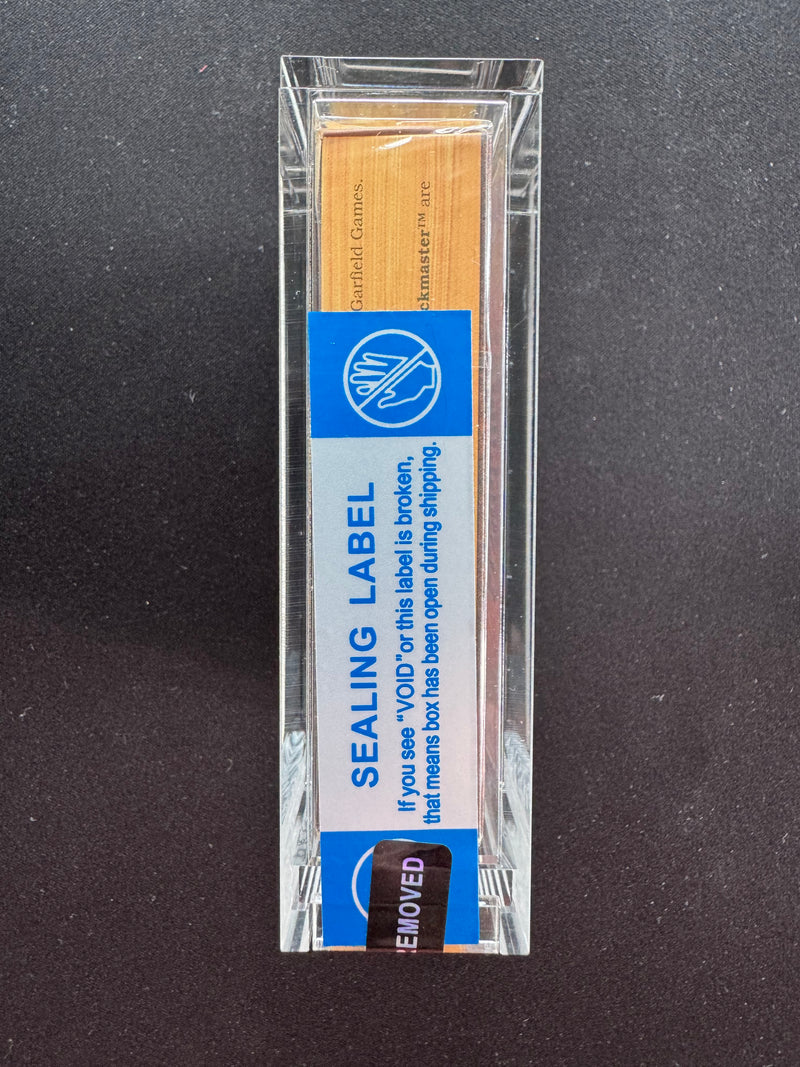 Garfield Games.
ckmaster™ are
SEALING LABEL
If you see “VOID”or this label is broken,
that means box has been open during shipping.
EMOVED